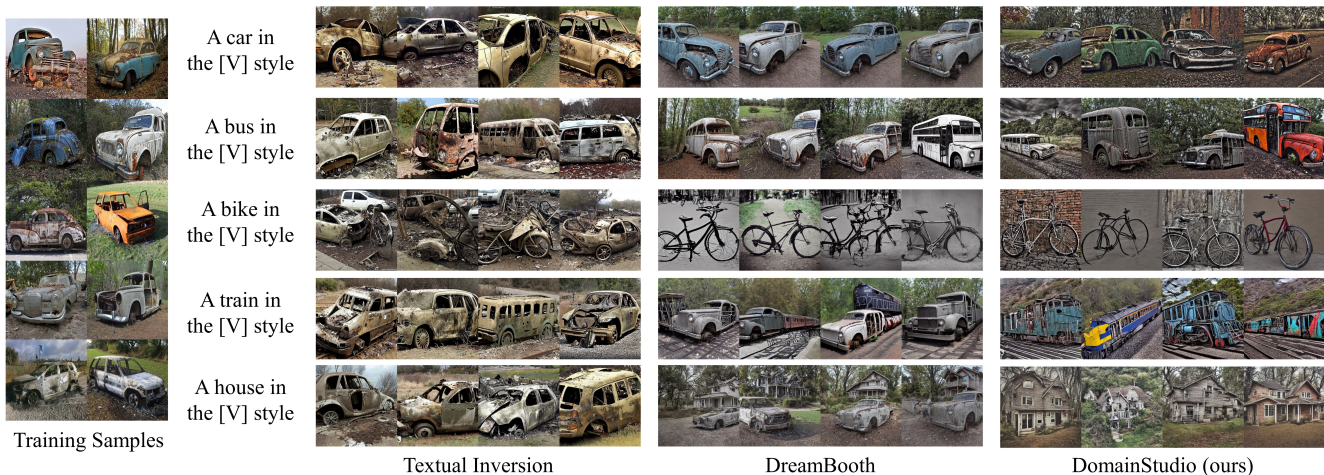 A car in
the [V] style
A bus in
the [V] style
A bike in
the [V] style
A train in
the [V] style
A house in
the [V] style
Training Samples
Textual Inversion
DreamBooth
DomainStudio (ours)